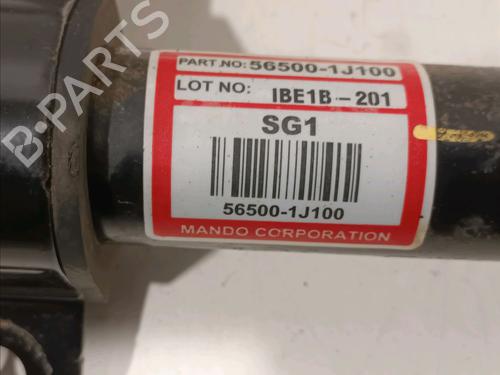 PART.NO: 56500-1J100
LOT NO: IBE1B-201
SG1
56500-1J100
MANDO CORPORATION
B-PARTS